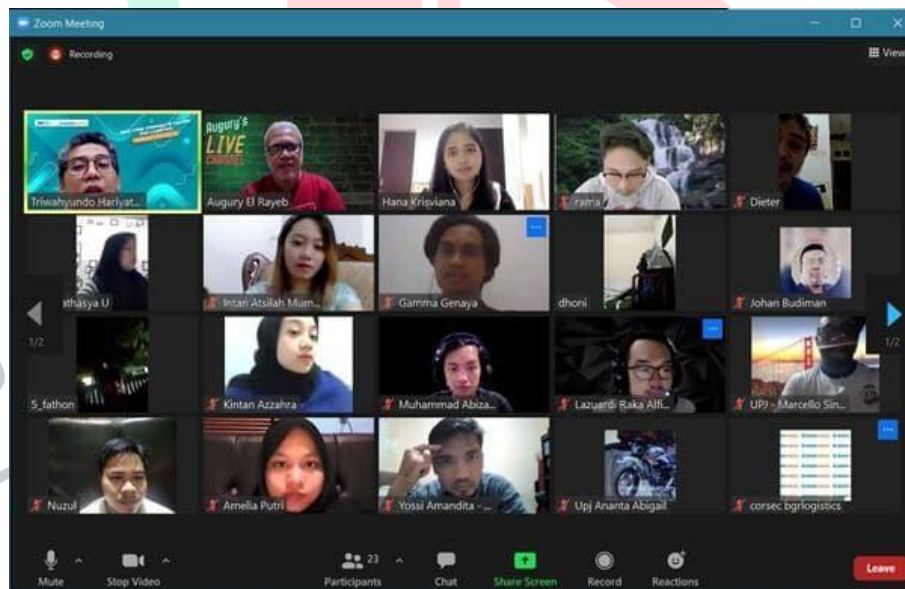 Zoom Meeting
Recording
View
Triwahyundo Hariyat...
Augury's
LIVE
CHANNEL
Augury El Rayeb
Hana Krisviana
rama
Dieter
athasya U
Intan Atsilah Mum...
Gamma Genaya
dhoni
Johan Budiman
1/2
1/2
5_fathon
Kintan Azzahra
Muhammad Abiza...
Lazuardi Raka Alfi...
UPJ - Marcello Sin...
Nuzul
Amelia Putri
Yossi Amandita - ...
Upj Ananta Abigail
corsec bgrlogistics
23
Mute
Stop Video
Participants
Chat
Share Screen
Record
Reactions
Leave